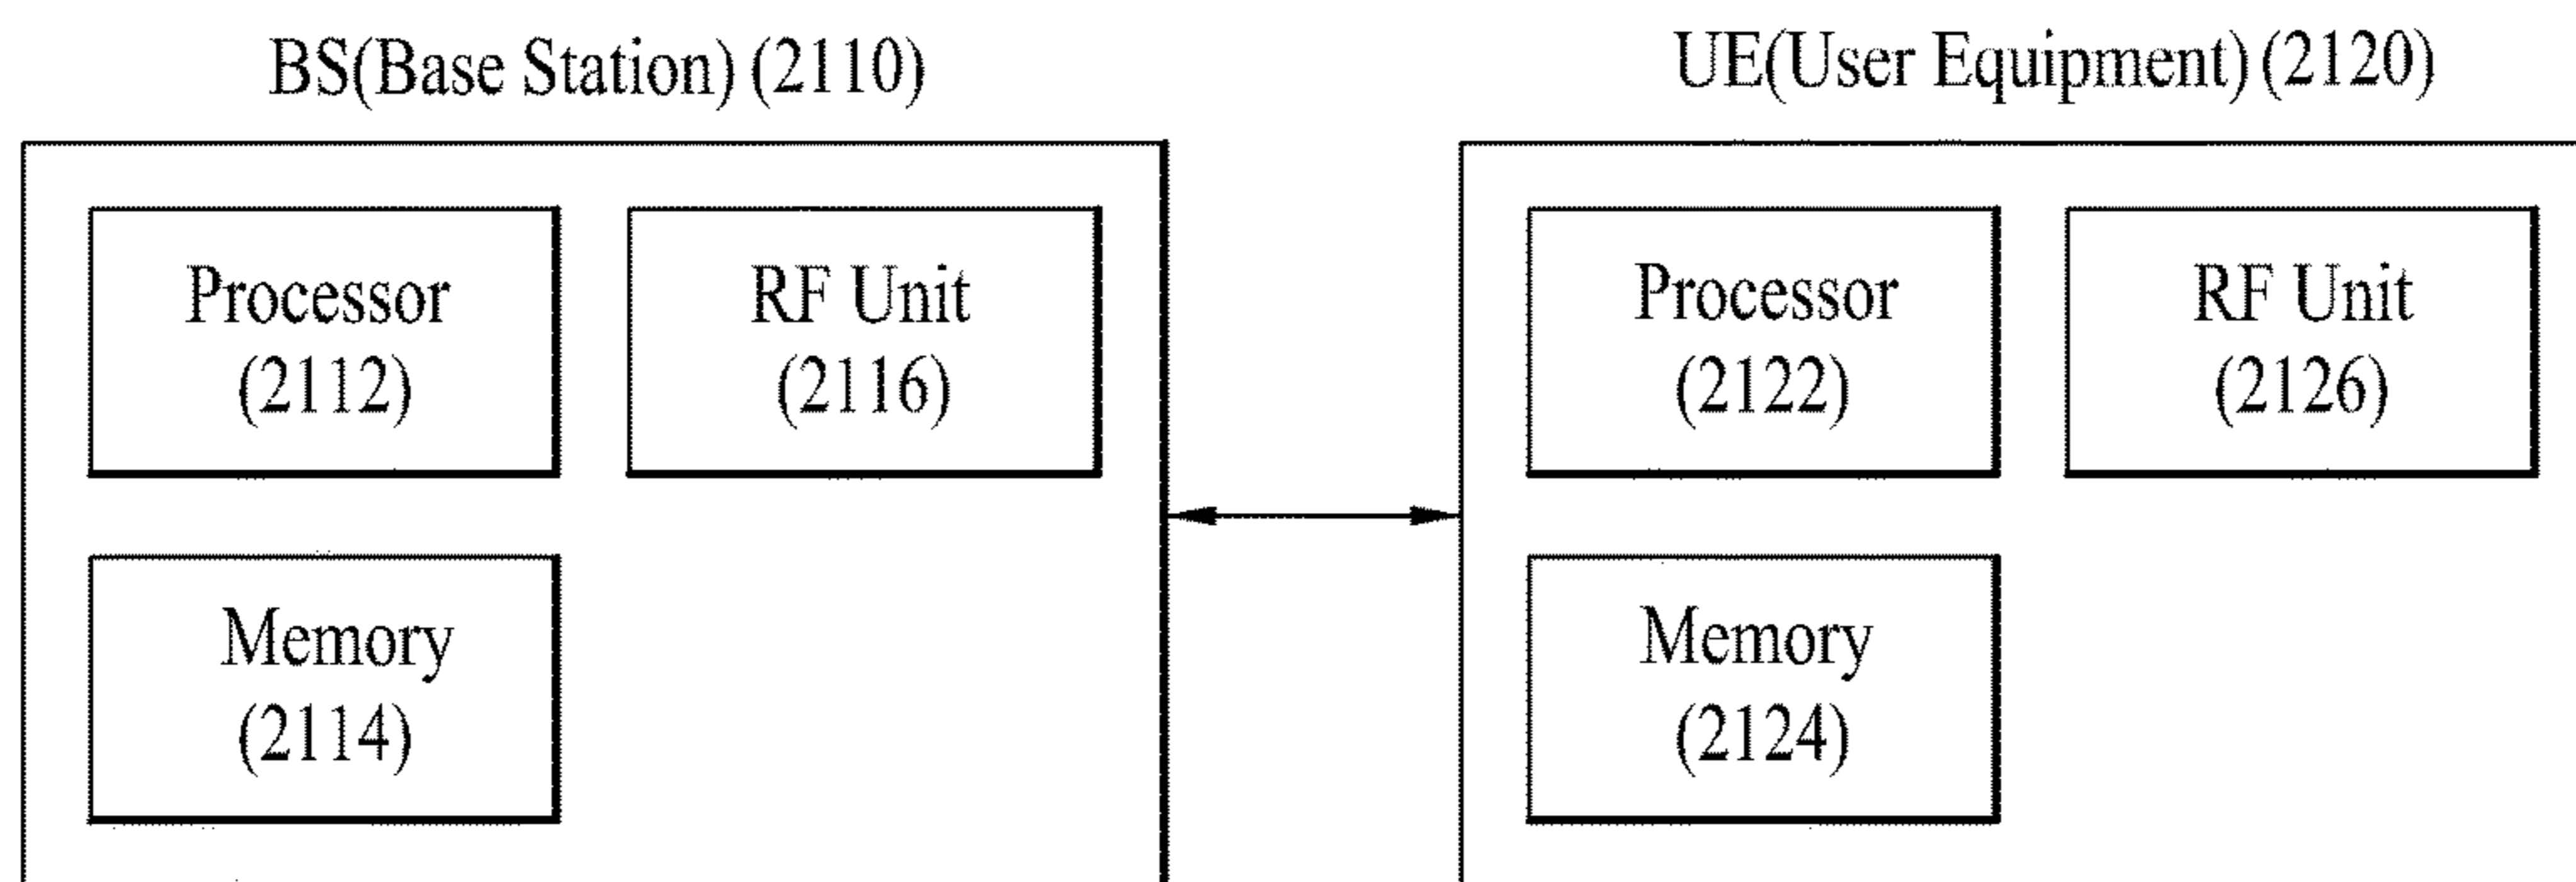 BS(Base Station) (2110)
Processor
(2112)
RF Unit
(2116)
Memory
(2114)
UE(User Equipment) (2120)
Processor
(2122)
RF Unit
(2126)
Memory
(2124)